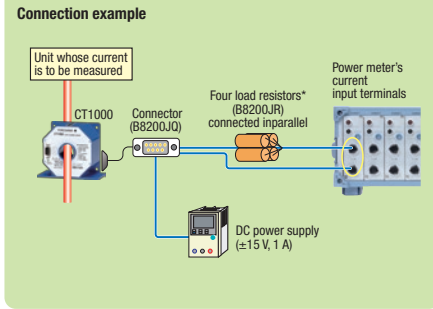 Connection example
Unit whose current
is to be measured
CT1000
Connector
(B8200JQ)
Four load resistors*
(B8200JR)
connected inparallel
Power meter's
current
input terminals
DC power supply
(±15 V, 1 A)